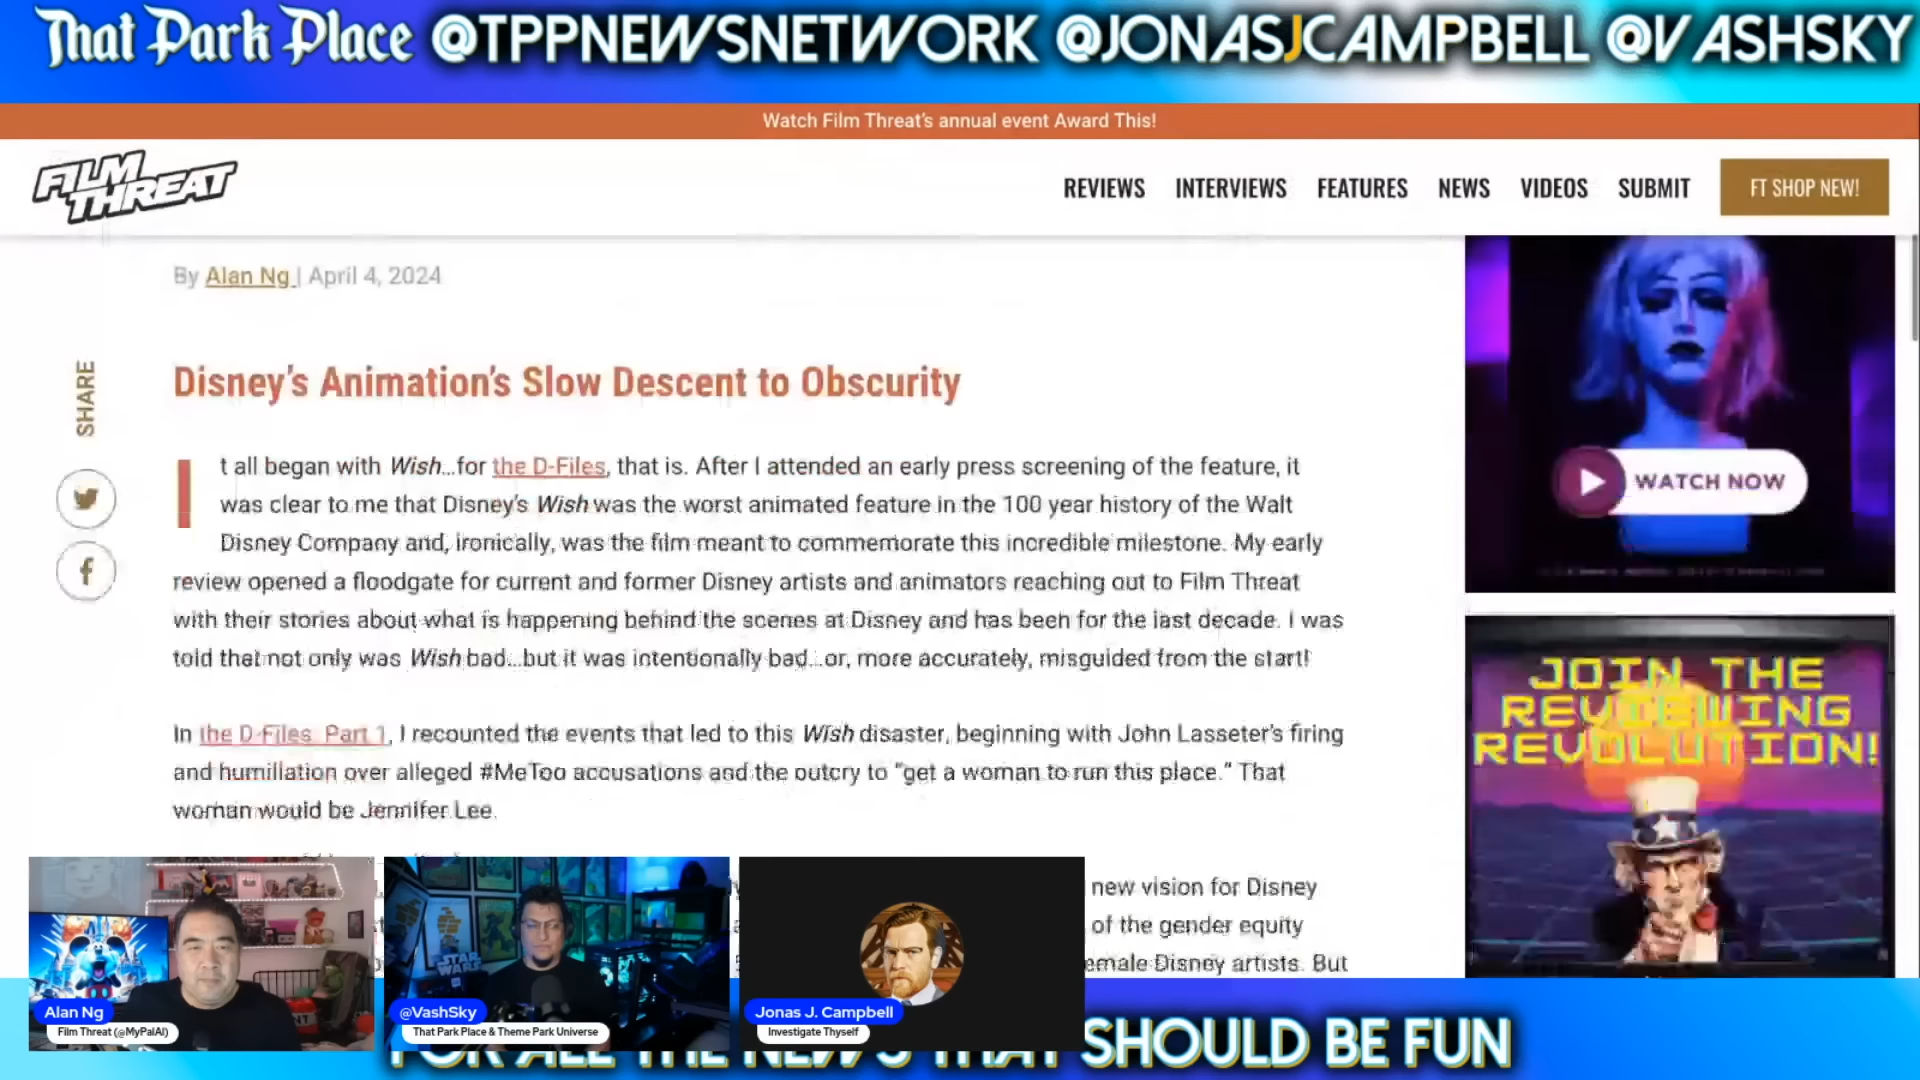 That Park Place @TPPNEWSNETWORK @JONASJCAMPBELL @VASHSKY
Watch Film Threat's annual event Award This!
FILM THREAT
REVIEWS INTERVIEWS FEATURES NEWS VIDEOS SUBMIT FT SHOP NEW!
By Alan Ng | April 4, 2024
SHARE
Disney's Animation's Slow Descent to Obscurity
It all began with Wish...for the D-Files, that is. After I attended an early press screening of the feature, it
was clear to me that Disney's Wish was the worst animated feature in the 100 year history of the Walt
Disney Company and, ironically, was the film meant to commemorate this incredible milestone. My early
review opened a floodgate for current and former Disney artists and animators reaching out to Film Threat
with their stories about what is happening behind the scenes at Disney and has been for the last decade. I was
told that not only was Wish bad...but it was intentionally bad...or, more accurately, misguided from the start!
In the D-Files: Part 1, I recounted the events that led to this Wish disaster, beginning with John Lasseter's firing
and humiliation over alleged #MeToo accusations and the outcry to "get a woman to run this place." That
woman would be Jennifer Lee.
new vision for Disney
of the gender equity
emale Disney artists. But
WATCH NOW
JOIN THE
REVIEWING
REVOLUTION!
STAR
WARS
Alan Ng
Film Threat (@MyPalAl)
@VashSky
That Park Place & Theme Park Universe
Jonas J. Campbell
Investigate Thyself
FOR ALL THE NEWS THAT SHOULD BE FUN